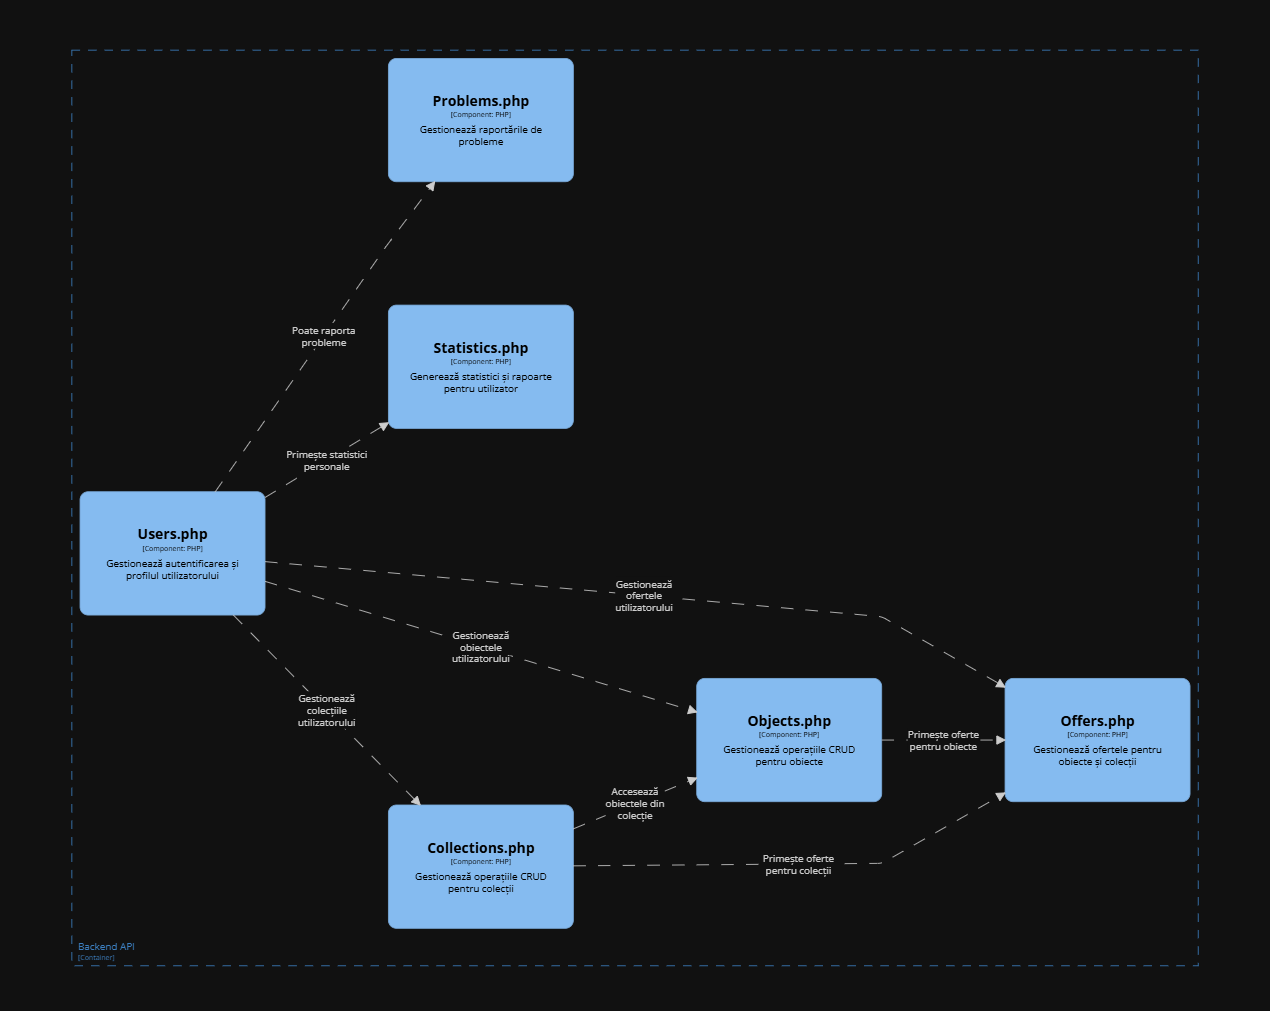 Problems.php
[Component: PHP]
Gestionează raportările de
probleme
Poate raporta
probleme
Statistics.php
[Component: PHP]
Generează statistici și rapoarte
pentru utilizator
Primește statistici
personale
Users.php
[Component: PHP]
Gestionează autentificarea și
profilul utilizatorului
Gestionează
ofertele
utilizatorului
Gestionează
obiectele
utilizatorului
Gestionează
colecțiile
utilizatorului
Objects.php
[Component: PHP]
Gestionează operațiile CRUD
pentru obiecte
Primește oferte
pentru obiecte
Offers.php
[Component: PHP]
Gestionează ofertele pentru
obiecte și colecții
Accesează
obiectele din
colecție
Collections.php
[Component: PHP]
Gestionează operațiile CRUD
pentru colecții
Primește oferte
pentru colecții
Backend API
[Container]